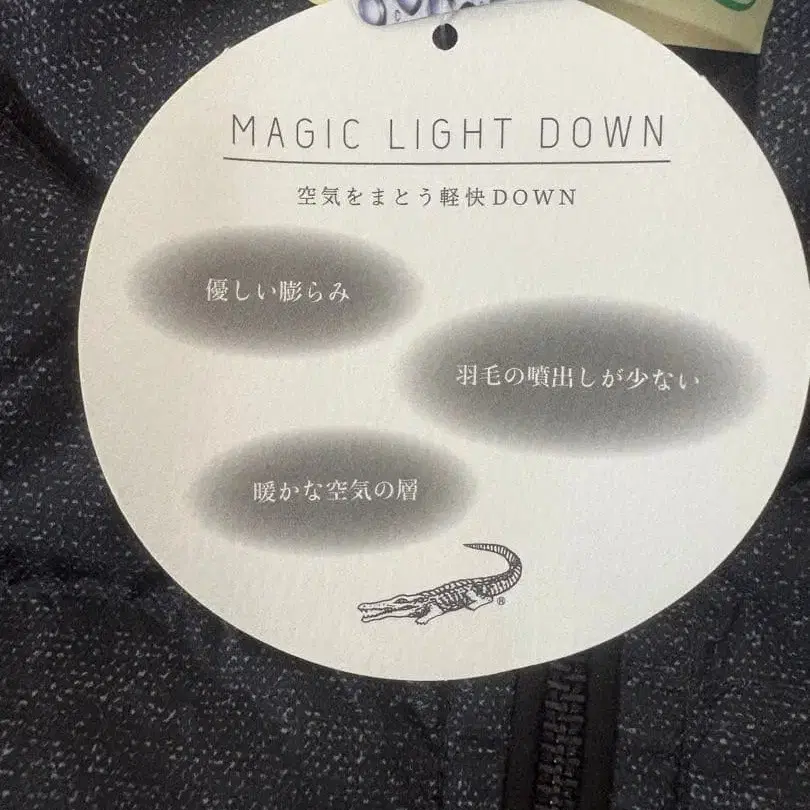 MAGIC LIGHT DOWN
空気をまとう軽快DOWN
優しい膨らみ
羽毛の噴出しが少ない
暖かな空気の層
®